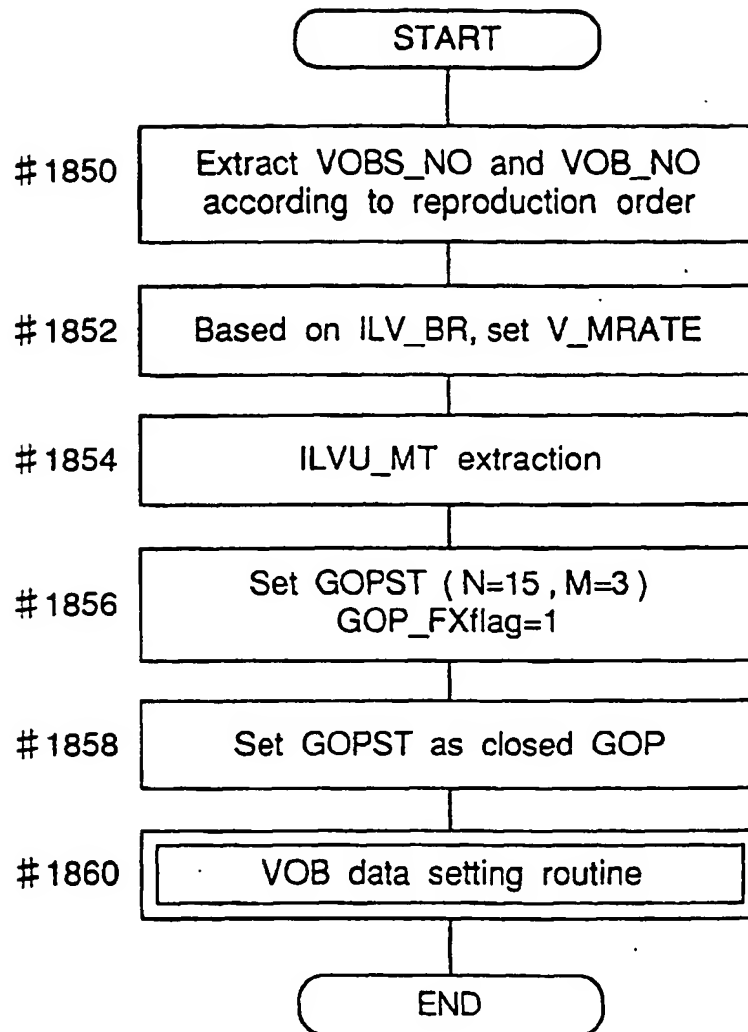 START
#1850
Extract VOBS_NO and VOB_NO
according to reproduction order
#1852
Based on ILV_BR, set V_MRATE
#1854
ILVU_MT extraction
#1856
Set GOPST (N=15, M=3)
GOP_FXflag=1
#1858
Set GOPST as closed GOP
#1860
VOB data setting routine
END